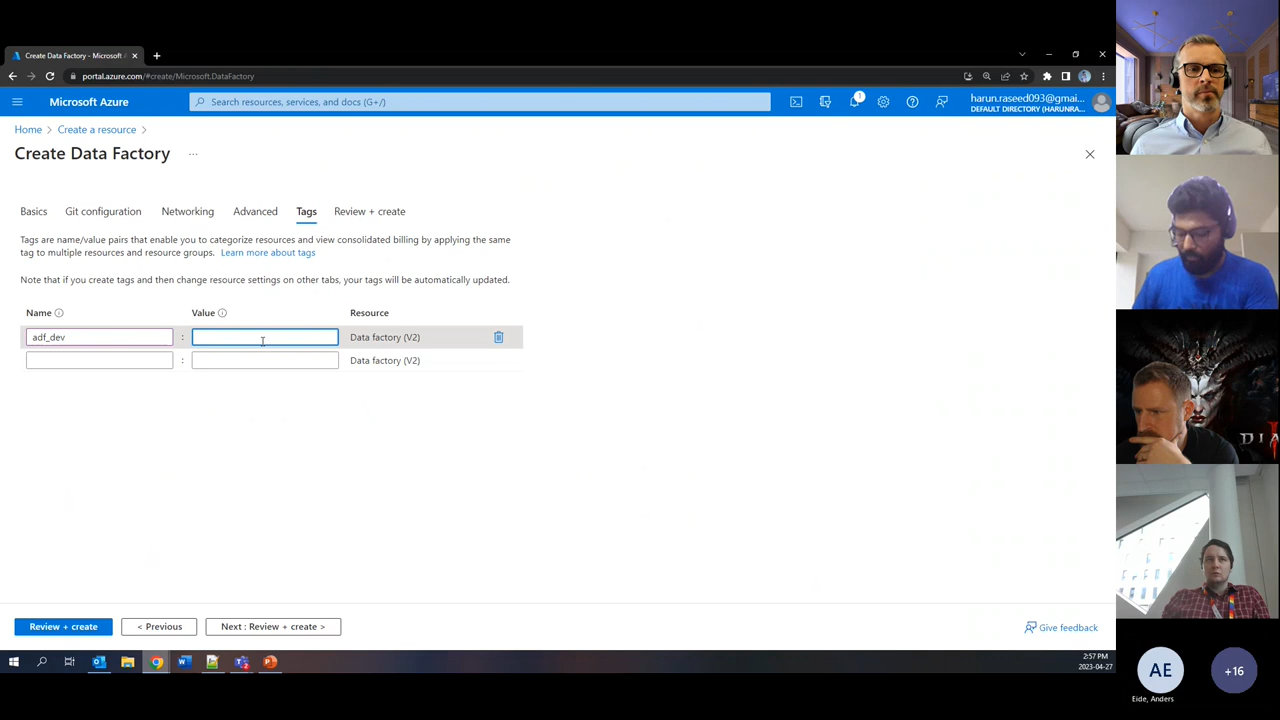 Create Data Factory - Microsoft A
portal.azure.com/#create/Microsoft.DataFactory
Microsoft Azure
Search resources, services, and docs (G+/)
1
harun.raseed093@gmai...
DEFAULT DIRECTORY (HARUNRA...
Home > Create a resource >
Create Data Factory ...
Basics Git configuration Networking Advanced Tags Review + create
Tags are name/value pairs that enable you to categorize resources and view consolidated billing by applying the same
tag to multiple resources and resource groups. Learn more about tags
Note that if you create tags and then change resource settings on other tabs, your tags will be automatically updated.
Name Value Resource
adf_dev : Data factory (V2)
: Data factory (V2)
Review + create < Previous Next : Review + create >
Give feedback
2:57 PM
2023-04-27
DIA
AE
Eide, Anders
+16